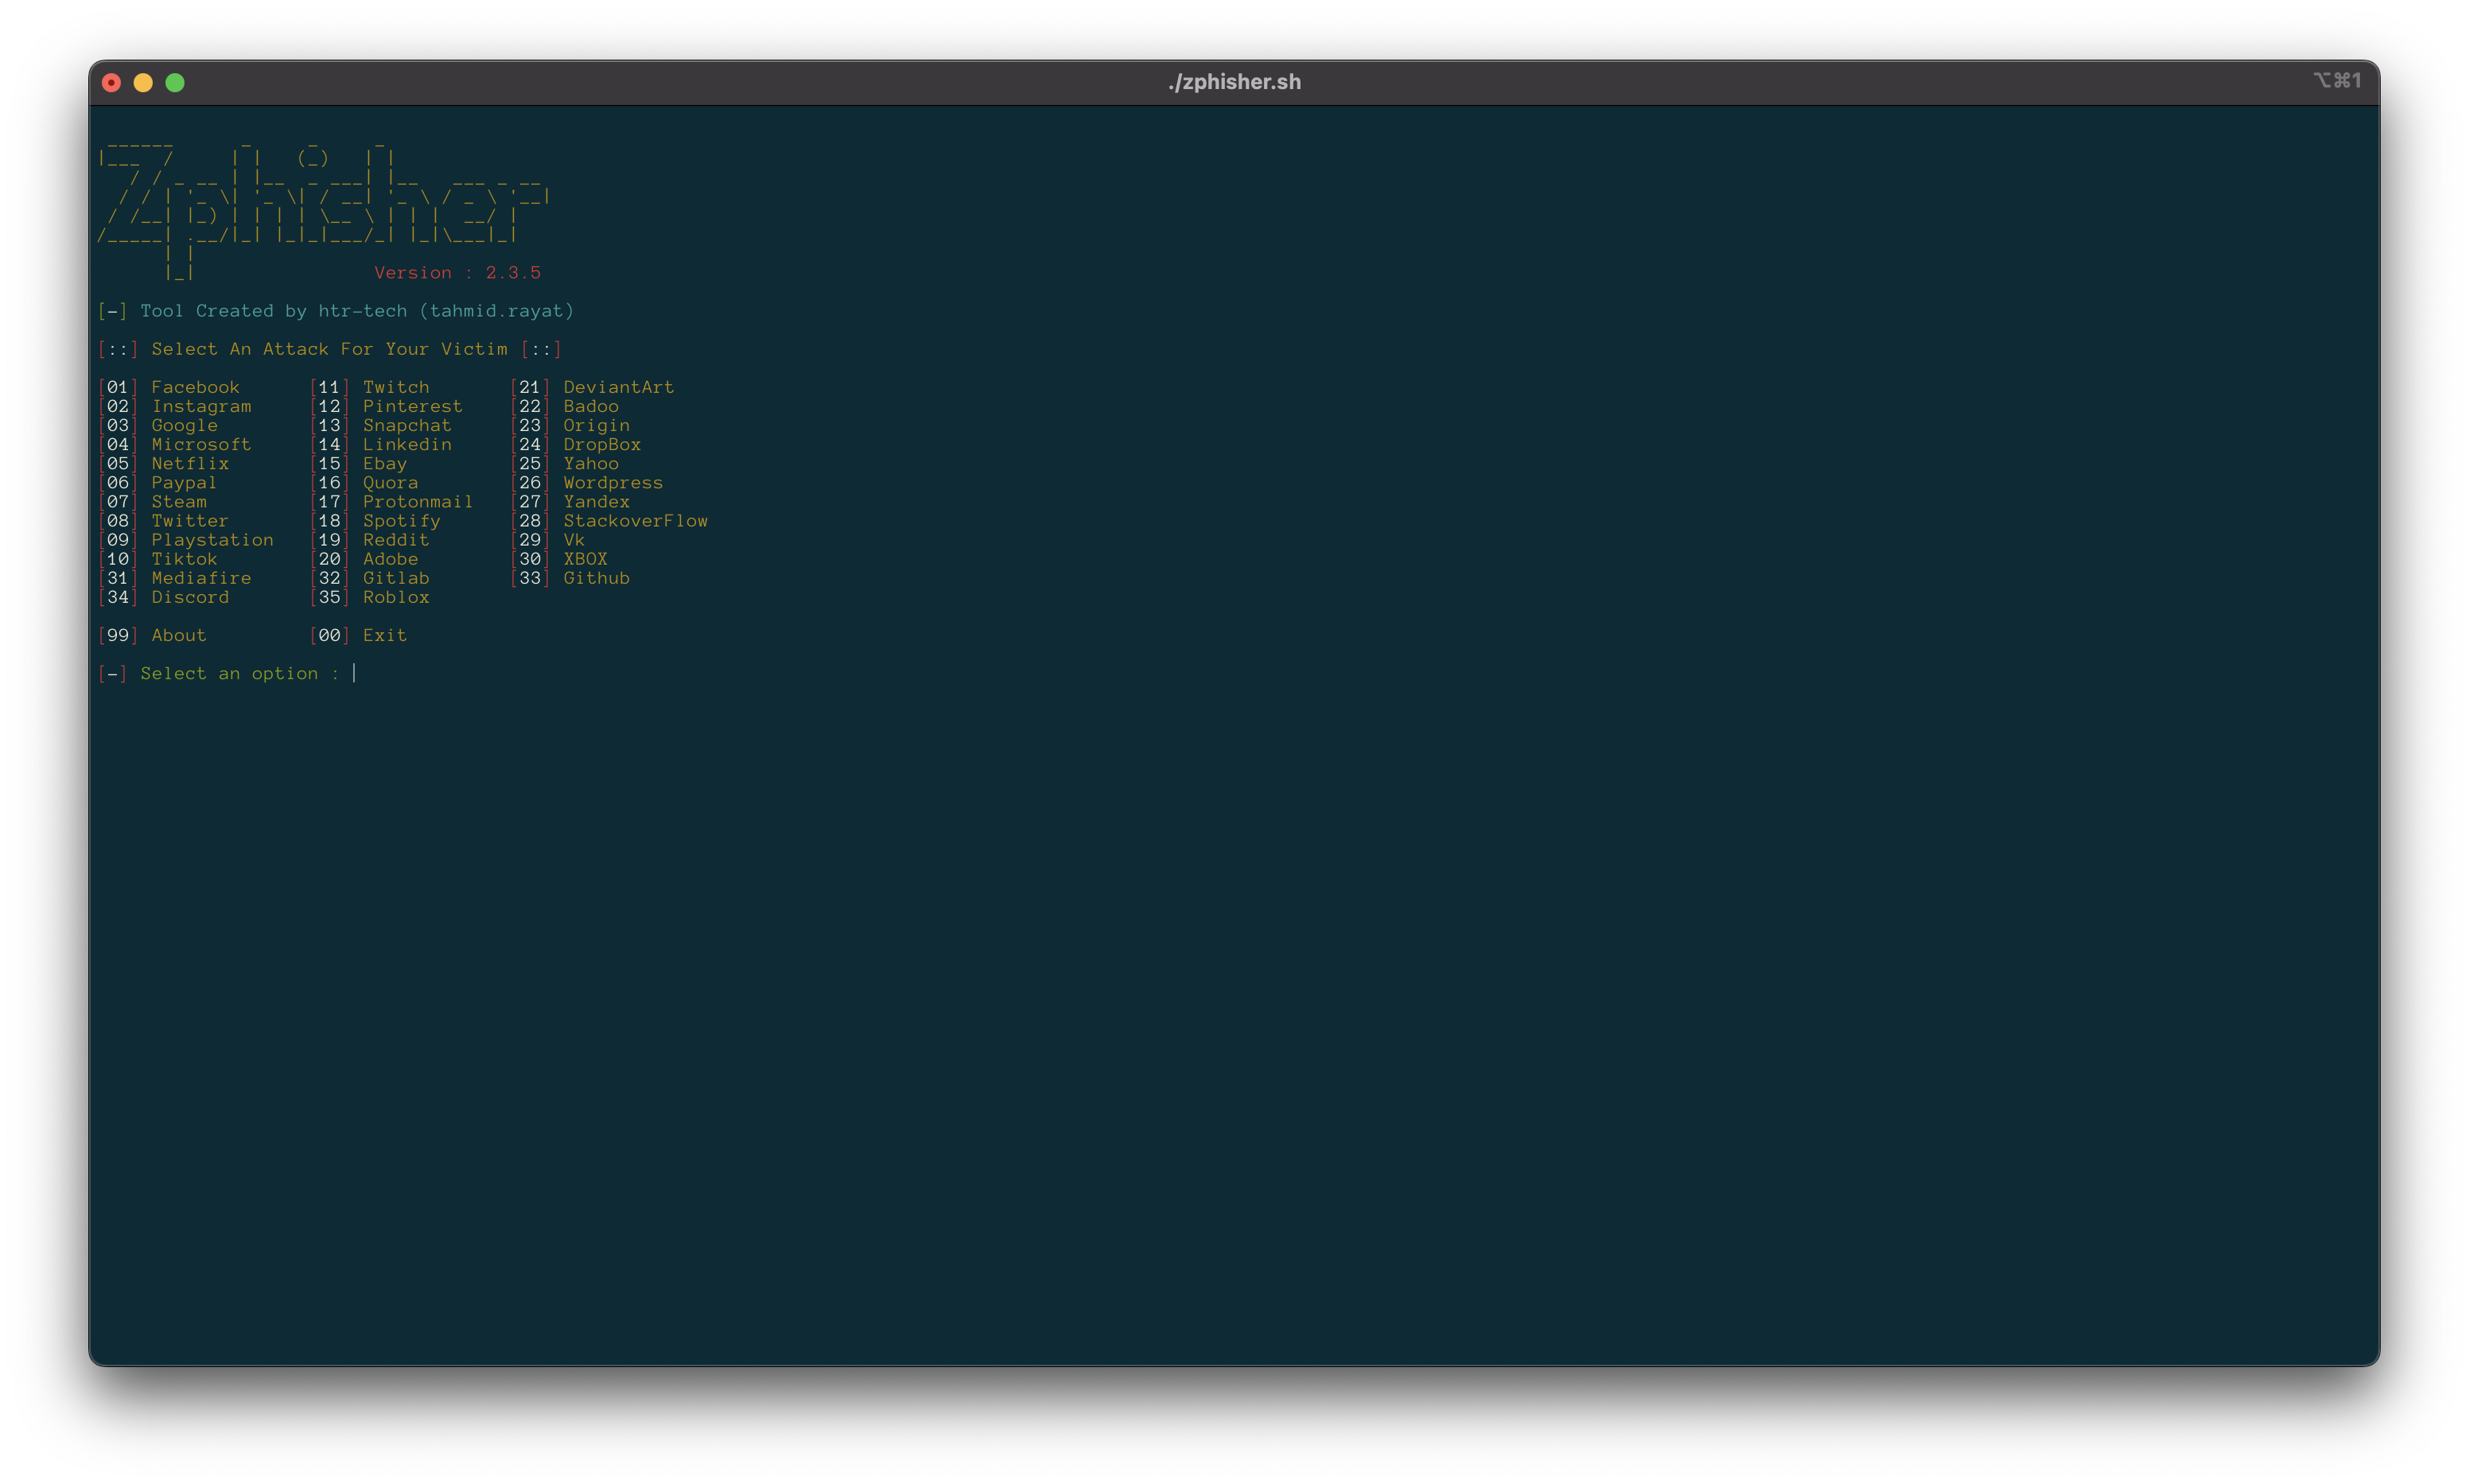 ./zphisher.sh
⌥⌘1
Zphisher
Version : 2.3.5
[-] Tool Created by htr-tech (tahmid.rayat)
[::] Select An Attack For Your Victim [::]
[01] Facebook [11] Twitch [21] DeviantArt
[02] Instagram [12] Pinterest [22] Badoo
[03] Google [13] Snapchat [23] Origin
[04] Microsoft [14] Linkedin [24] DropBox
[05] Netflix [15] Ebay [25] Yahoo
[06] Paypal [16] Quora [26] Wordpress
[07] Steam [17] Protonmail [27] Yandex
[08] Twitter [18] Spotify [28] StackoverFlow
[09] Playstation [19] Reddit [29] Vk
[10] Tiktok [20] Adobe [30] XBOX
[31] Mediafire [32] Gitlab [33] Github
[34] Discord [35] Roblox
[99] About [00] Exit
[-] Select an option :